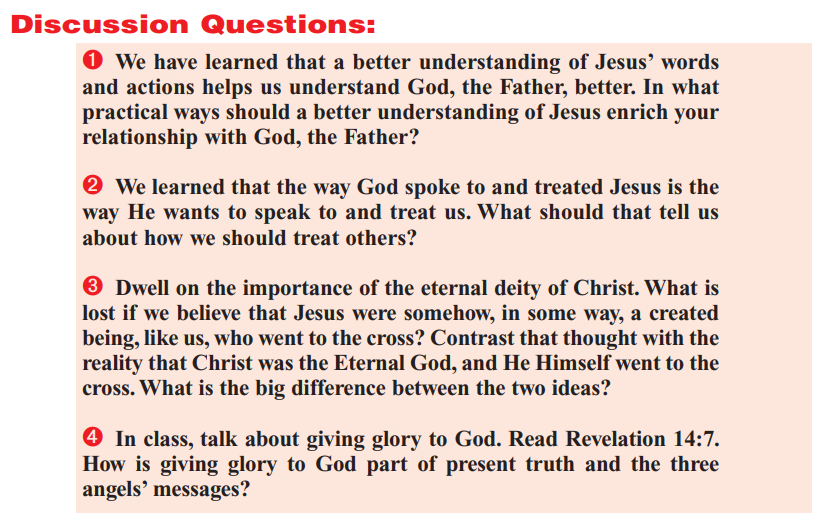 Discussion Questions:
❶ We have learned that a better understanding of Jesus’ words
and actions helps us understand God, the Father, better. In what
practical ways should a better understanding of Jesus enrich your
relationship with God, the Father?
❷ We learned that the way God spoke to and treated Jesus is the
way He wants to speak to and treat us. What should that tell us
about how we should treat others?
❸ Dwell on the importance of the eternal deity of Christ. What is
lost if we believe that Jesus were somehow, in some way, a created
being, like us, who went to the cross? Contrast that thought with the
reality that Christ was the Eternal God, and He Himself went to the
cross. What is the big difference between the two ideas?
❹ In class, talk about giving glory to God. Read Revelation 14:7.
How is giving glory to God part of present truth and the three
angels’ messages?